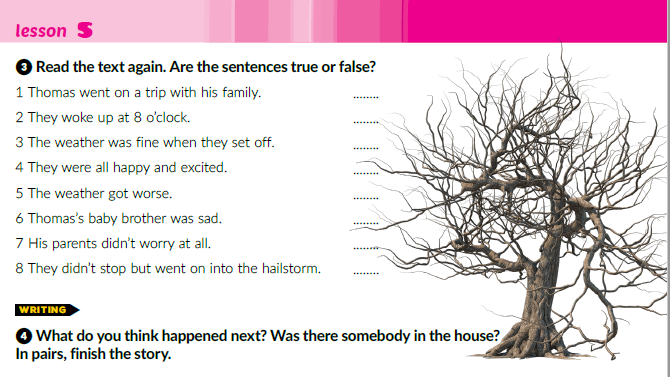 lesson 5
3 Read the text again. Are the sentences true or false?
1 Thomas went on a trip with his family. ........
2 They woke up at 8 o’clock. ........
3 The weather was fine when they set off. ........
4 They were all happy and excited. ........
5 The weather got worse. ........
6 Thomas’s baby brother was sad. ........
7 His parents didn’t worry at all. ........
8 They didn’t stop but went on into the hailstorm. ........
WRITING
4 What do you think happened next? Was there somebody in the house?
In pairs, finish the story.